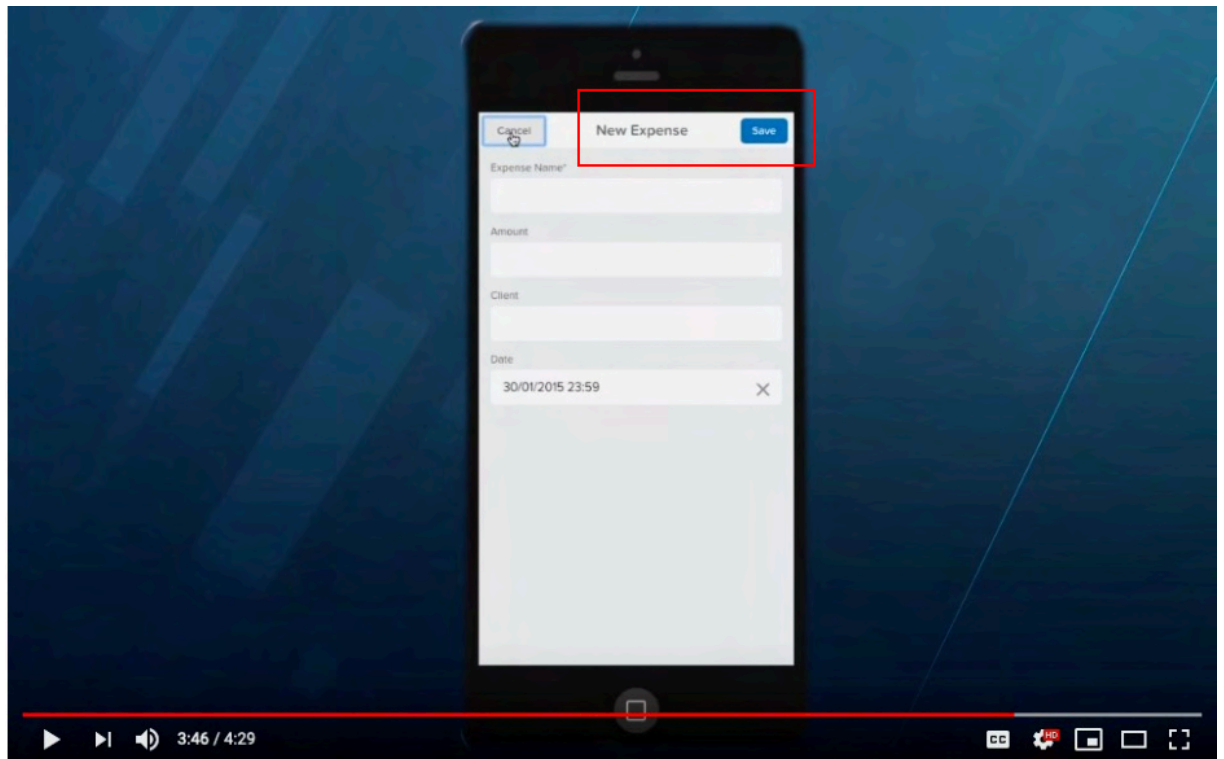 Cancel New Expense Save
Expense Name*
Amount
Client
Date
30/01/2015 23:59
3:46 / 4:29
CC HD